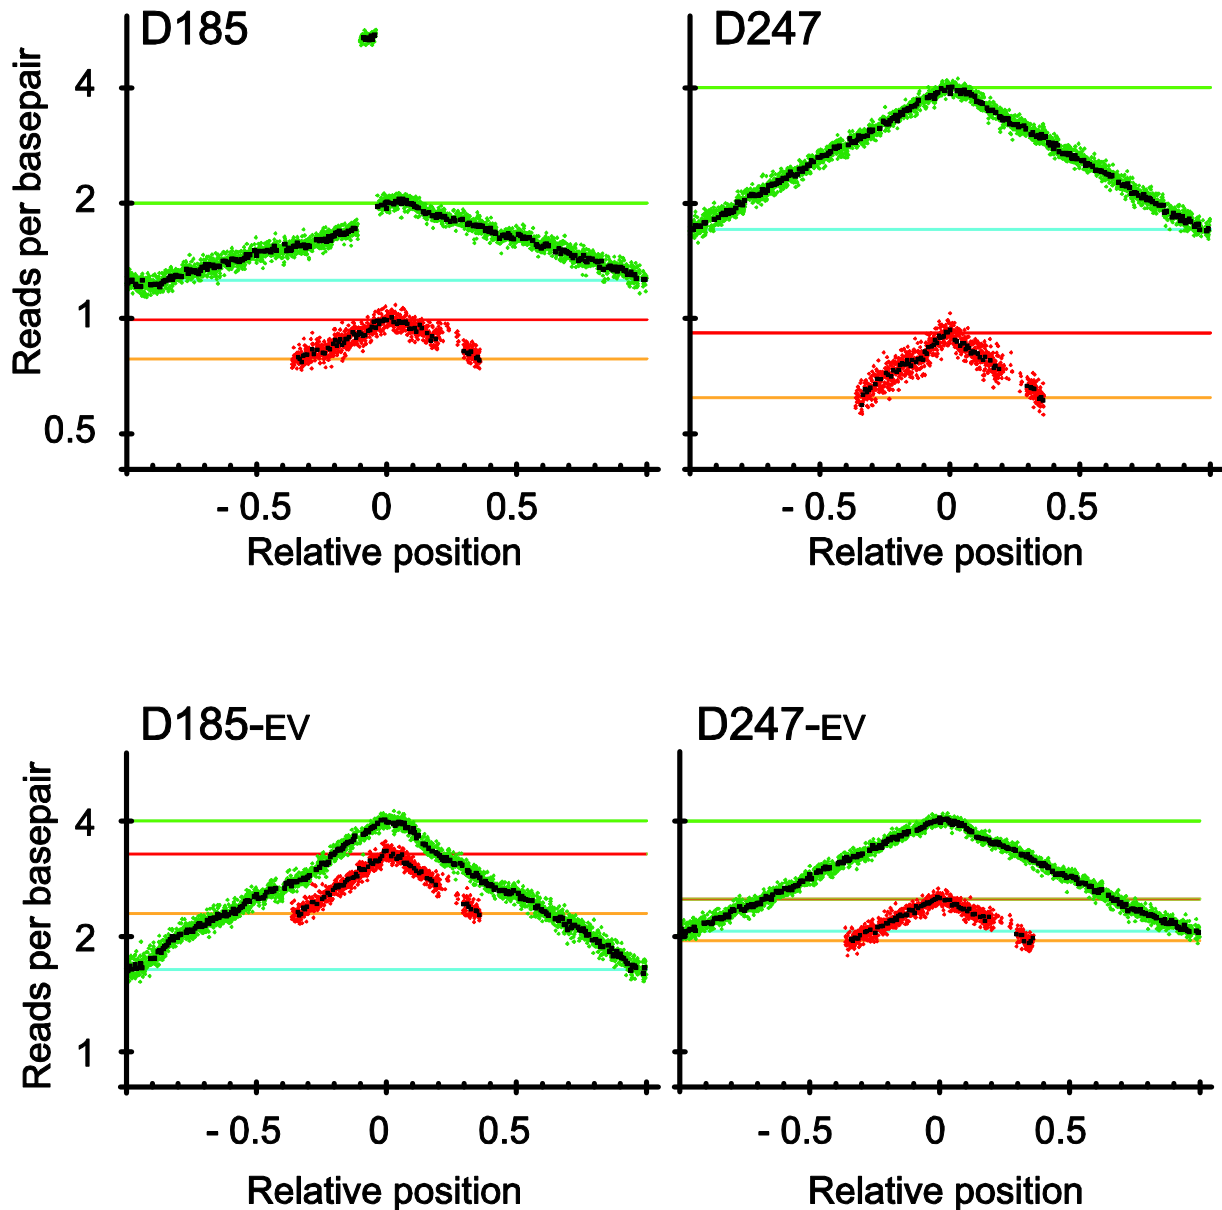 D185
D247
Reads per basepair
4
2
1
0.5
- 0.5 0 0.5
- 0.5 0 0.5
Relative position
Relative position
D185-EV
D247-EV
Reads per basepair
4
2
1
- 0.5 0 0.5
- 0.5 0 0.5
Relative position
Relative position